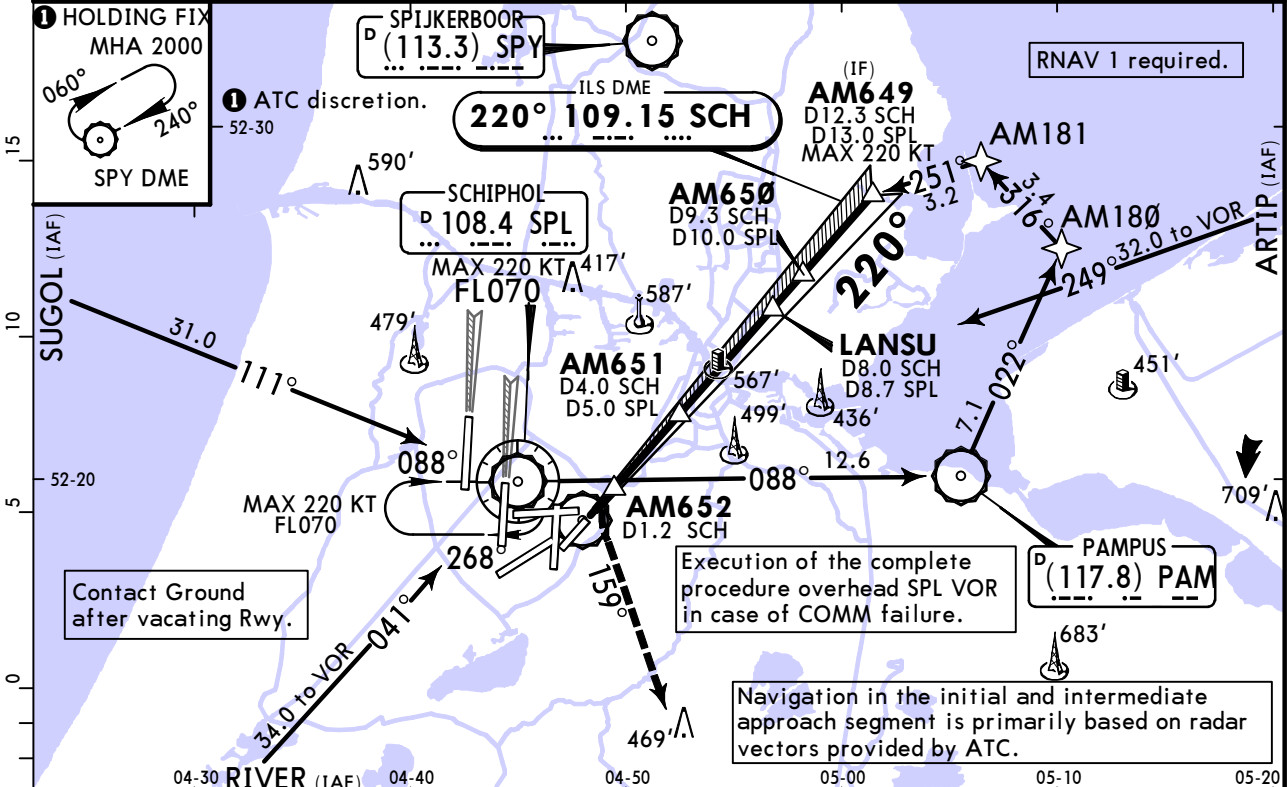 ❶ HOLDING FIX
MHA 2000
060°
240°
SPY DME
❶ ATC discretion.
52-30
SPIJKERBOOR
D (113.3) SPY
ILS DME
220° 109.15 SCH
RNAV 1 required.
(IF)
AM649
D12.3 SCH
D13.0 SPL
MAX 220 KT
AM181
251°
3.2
3.4
316°
AM18Ø
ARTIP (IAF)
32.0 to VOR
249°
15
590'
SCHIPHOL
D 108.4 SPL
AM65Ø
D9.3 SCH
D10.0 SPL
220°
MAX 220 KT
FL070
417'
587'
SUGOL (IAF)
10
31.0
111°
479'
AM651
D4.0 SCH
D5.0 SPL
567'
LANSU
D8.0 SCH
D8.7 SPL
499'
436'
451'
022°
7.1
088°
12.6
088°
52-20
5
MAX 220 KT
FL070
268°
AM652
D1.2 SCH
709'
PAMPUS
D (117.8) PAM
159°
Execution of the complete
procedure overhead SPL VOR
in case of COMM failure.
Contact Ground
after vacating Rwy.
041°
34.0 to VOR
683'
0
469'
Navigation in the initial and intermediate
approach segment is primarily based on radar
vectors provided by ATC.
04-30
RIVER (IAF)
04-40
04-50
05-00
05-10
05-20